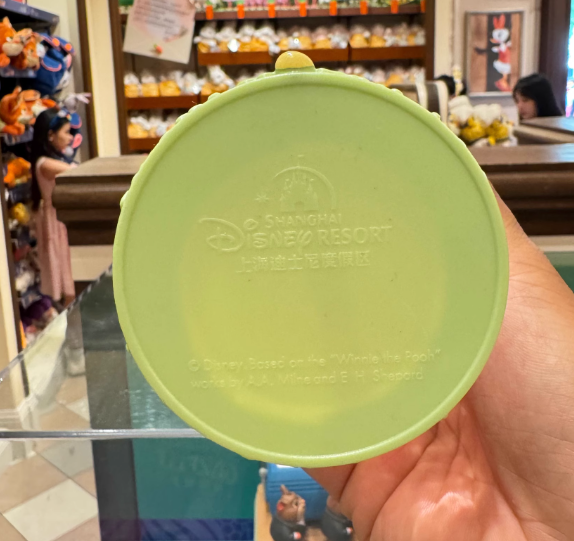 SHANGHAI
Disney RESORT
上海迪士尼度假区
© Disney. Based on the "Winnie the Pooh"
works by A.A. Milne and E. H. Shepard